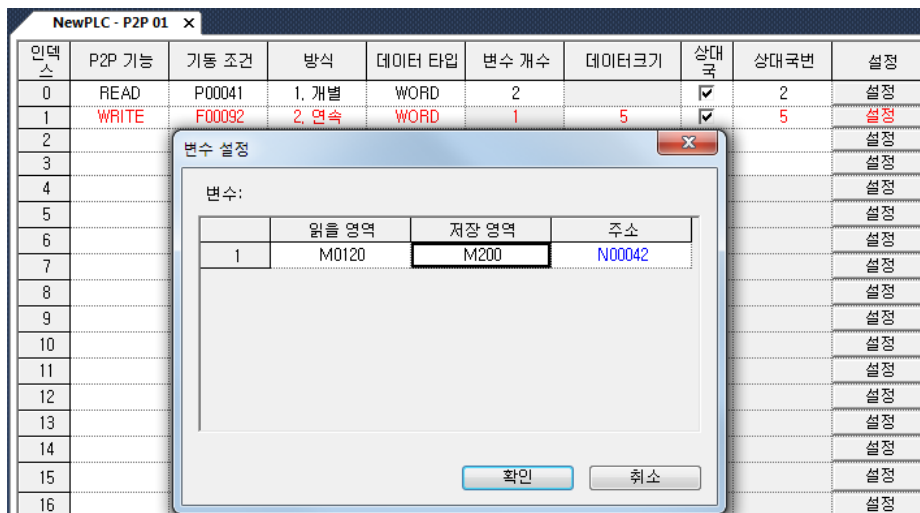 NewPLC - P2P 01 ×
인덱스 P2P 기능 기동 조건 방식 데이터 타입 변수 개수 데이터크기 상대국 상대국번 설정
0 READ P00041 1. 개별 WORD 2 2 설정
1 WRITE F00092 2. 연속 WORD 1 5 5 설정
2 설정
3 설정
4 설정
5 설정
6 설정
7 설정
8 설정
9 설정
10 설정
11 설정
12 설정
13 설정
14 설정
15 설정
16 설정
변수 설정
변수:
읽을 영역 저장 영역 주소
1 M0120 M200 N00042
확인 취소